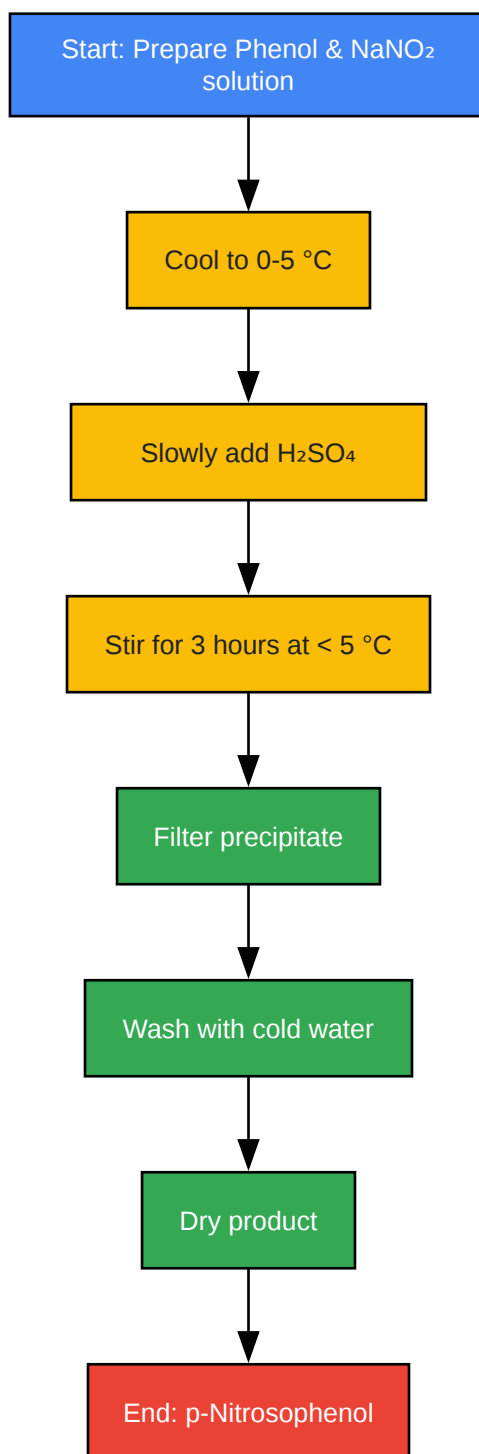 Start: Prepare Phenol & NaNO₂
solution
Cool to 0-5 °C
Slowly add H₂SO₄
Stir for 3 hours at < 5 °C
Filter precipitate
Wash with cold water
Dry product
End: p-Nitrosophenol